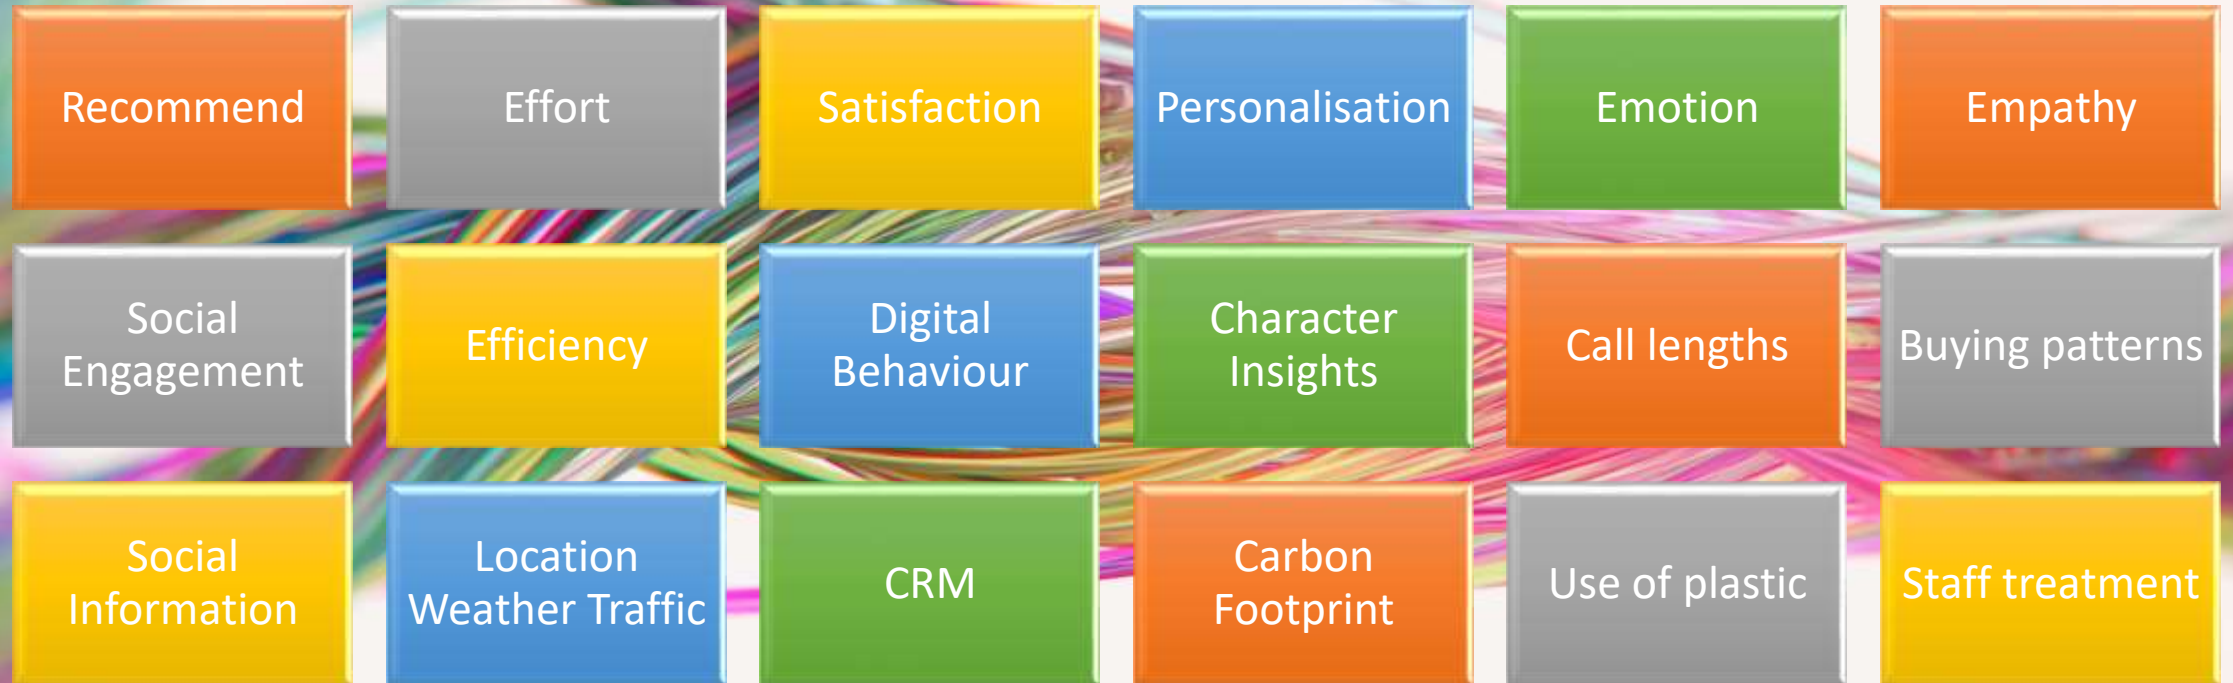 Recommend
Effort
Satisfaction
Personalisation
Emotion
Empathy
Social
Engagement
Efficiency
Digital
Behaviour
Character
Insights
Call lengths
Buying patterns
Social
Information
Location
Weather Traffic
CRM
Carbon
Footprint
Use of plastic
Staff treatment